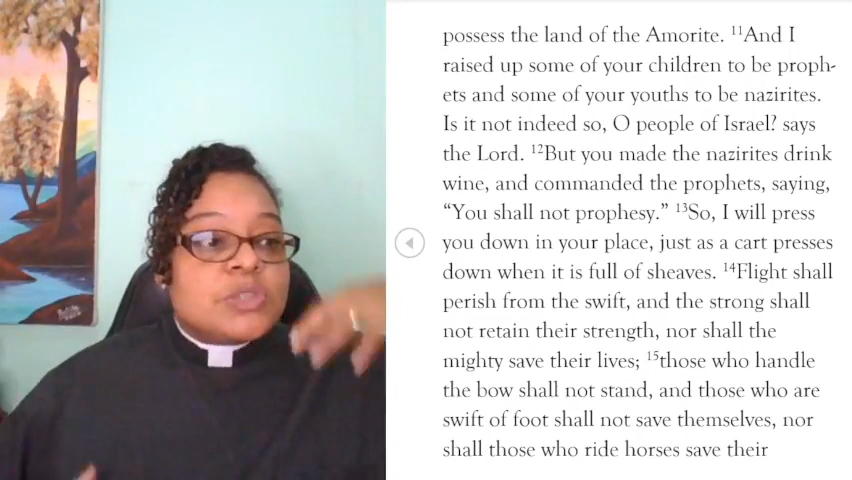 possess the land of the Amorite. ¹¹And I
raised up some of your children to be proph-
ets and some of your youths to be nazirites.
Is it not indeed so, O people of Israel? says
the Lord. ¹²But you made the nazirites drink
wine, and commanded the prophets, saying,
“You shall not prophesy.” ¹³So, I will press
you down in your place, just as a cart presses
down when it is full of sheaves. ¹⁴Flight shall
perish from the swift, and the strong shall
not retain their strength, nor shall the
mighty save their lives; ¹⁵those who handle
the bow shall not stand, and those who are
swift of foot shall not save themselves, nor
shall those who ride horses save their